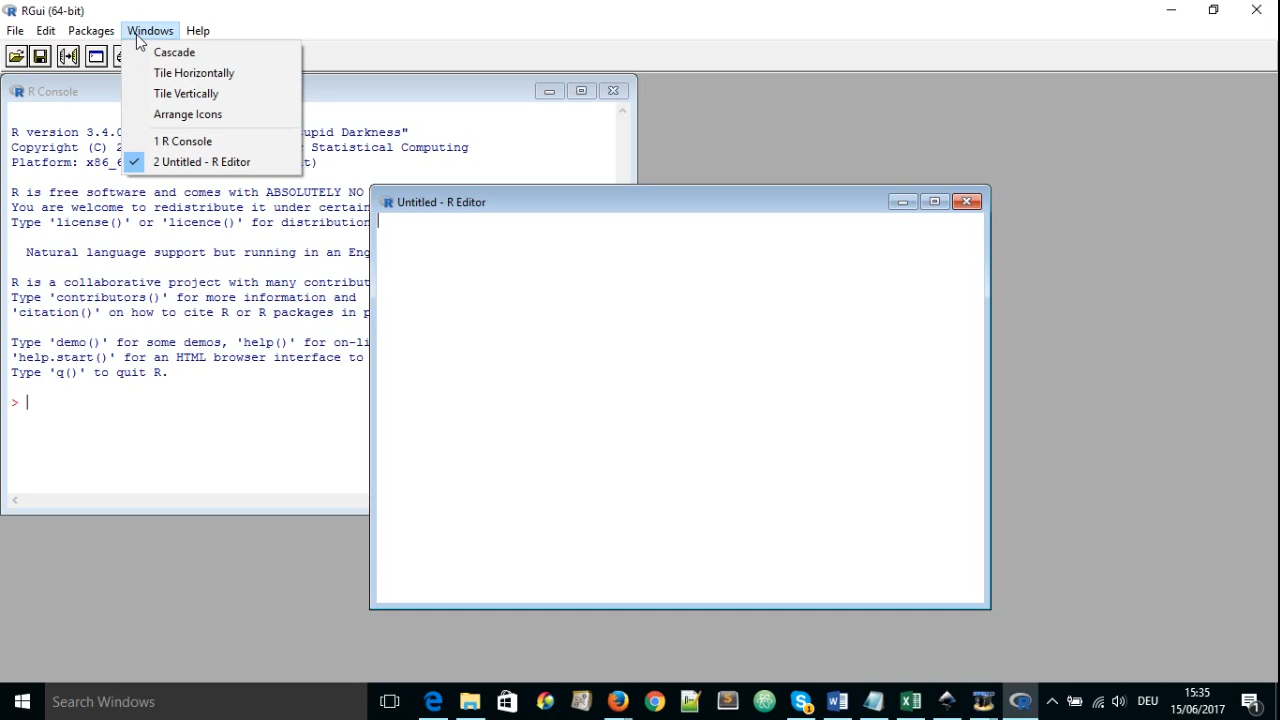 RGui (64-bit)
File Edit Packages Windows Help
Cascade
Tile Horizontally
Tile Vertically
Arrange Icons
1 R Console
2 Untitled - R Editor
R Console
R version 3.4.0 upid Darkness"
Copyright (C) 2 Statistical Computing
Platform: x86_6 t)
R is free software and comes with ABSOLUTELY NO
You are welcome to redistribute it under certain
Type 'license()' or 'licence()' for distribution
Natural language support but running in an Eng
R is a collaborative project with many contribut
Type 'contributors()' for more information and
'citation()' on how to cite R or R packages in p
Type 'demo()' for some demos, 'help()' for on-li
'help.start()' for an HTML browser interface to
Type 'q()' to quit R.
>
Untitled - R Editor
Search Windows
DEU
15:35
15/06/2017
1